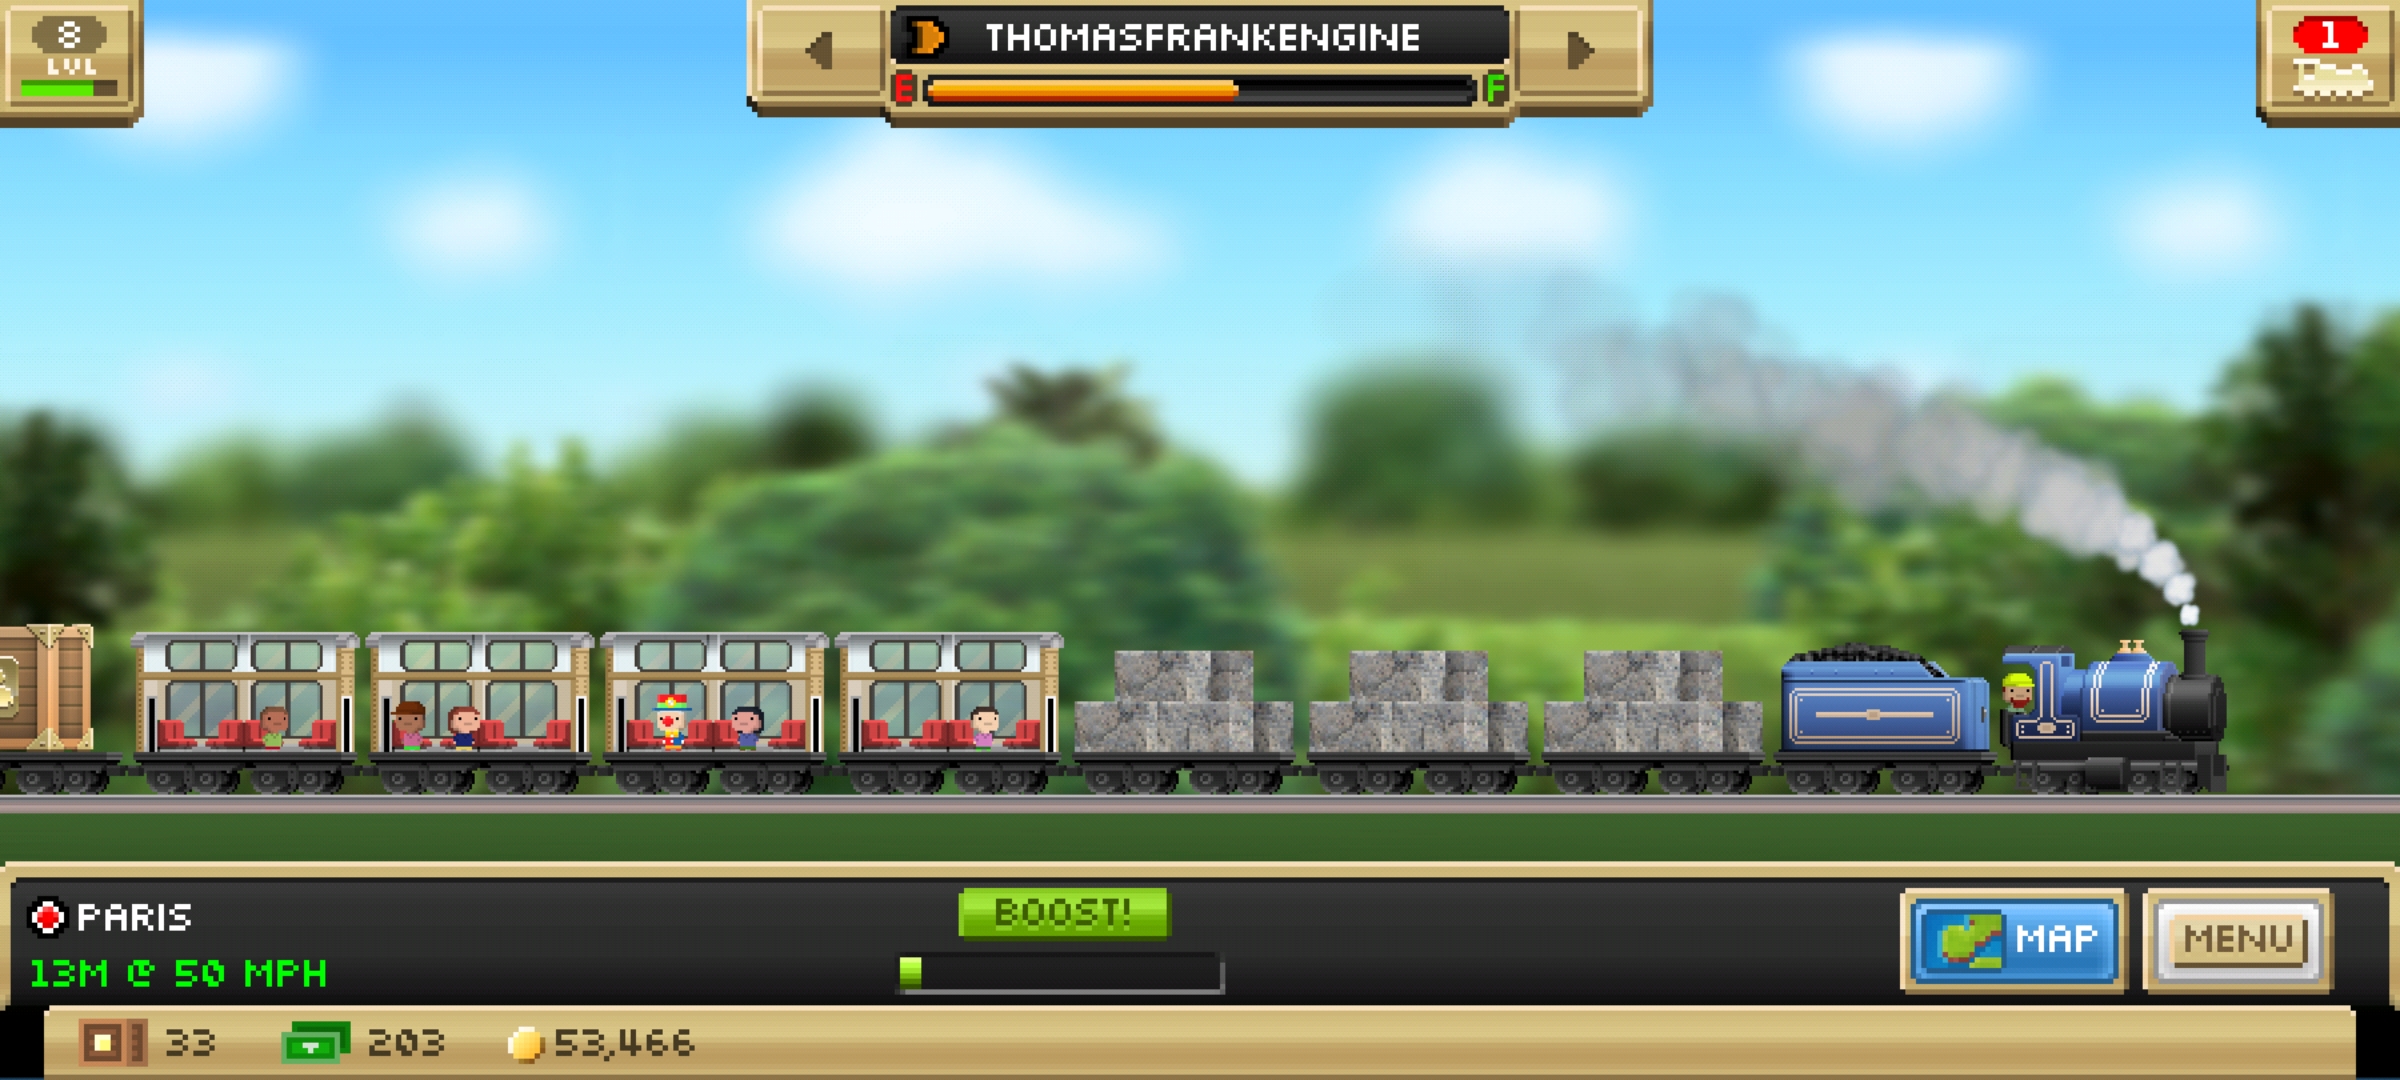 8
LVL
THOMASFRANKENGINE
E F
1
PARIS
13M @ 50 MPH
BOOST!
MAP
MENU
33
203
53,466